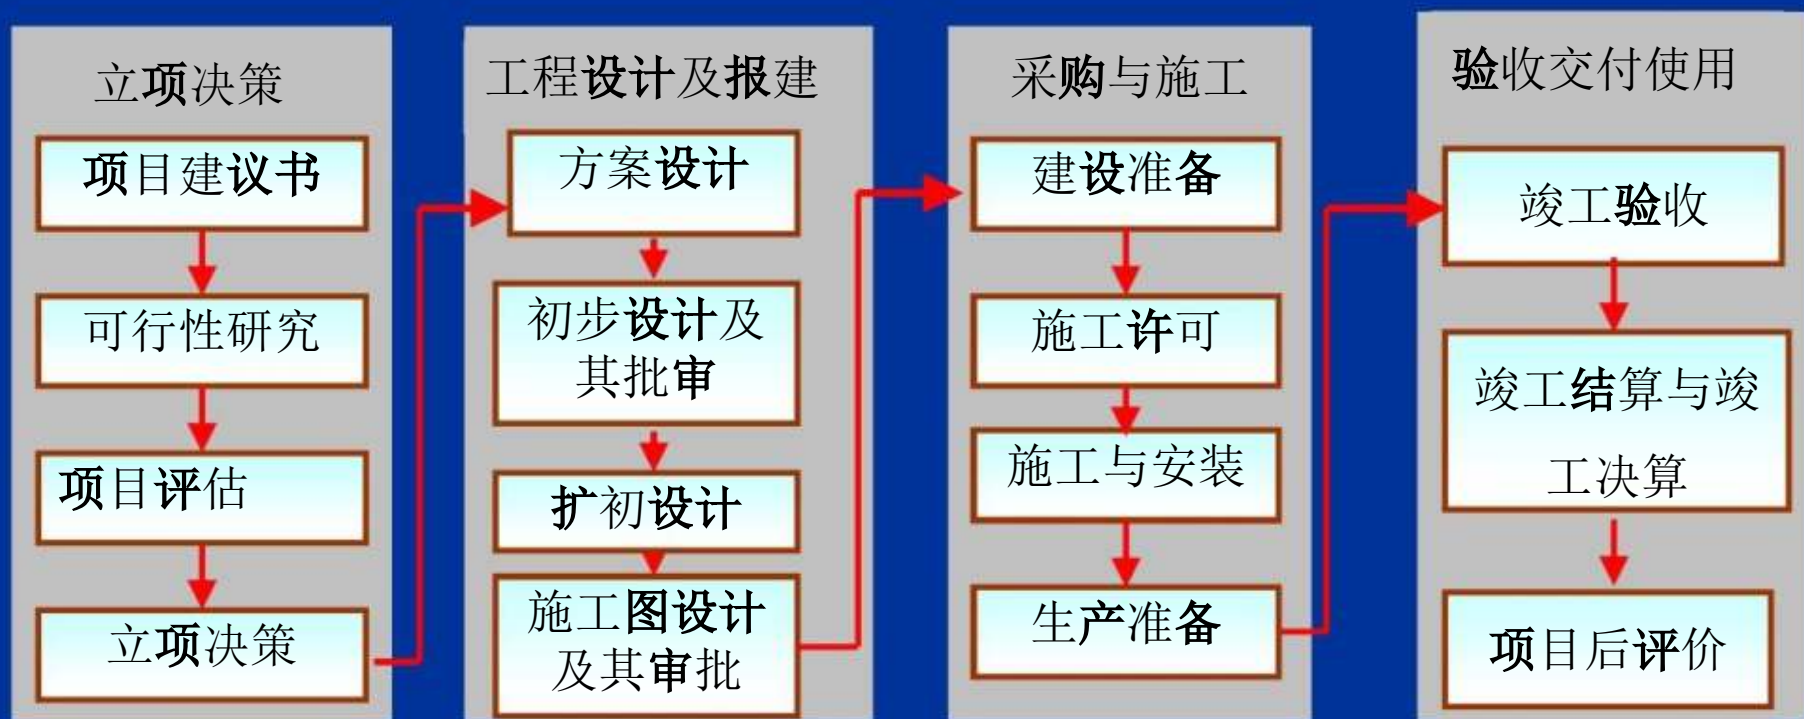 立项决策
项目建议书
可行性研究
项目评估
立项决策
工程设计及报建
方案设计
初步设计及
其批审
扩初设计
施工图设计
及其审批
采购与施工
建设准备
施工许可
施工与安装
生产准备
验收交付使用
竣工验收
竣工结算与竣
工决算
项目后评价